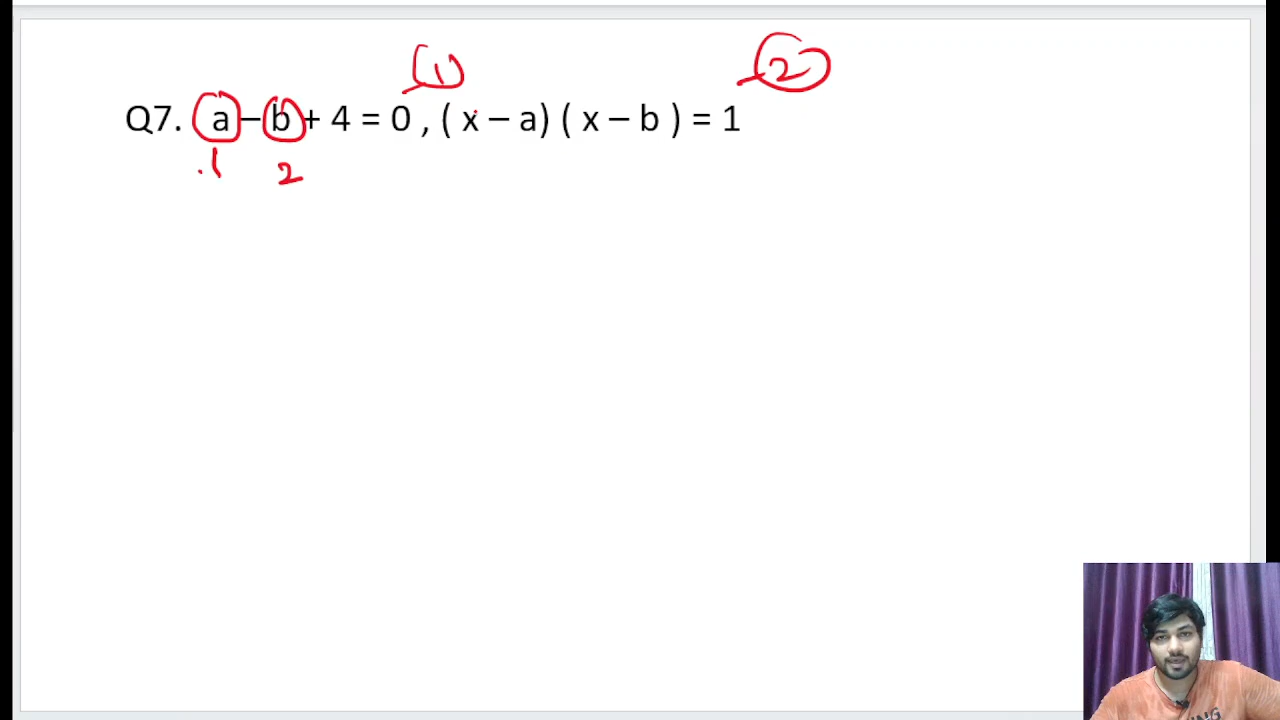 (1) (2)
Q7. a – b + 4 = 0 , ( x – a) ( x – b ) = 1
1 2